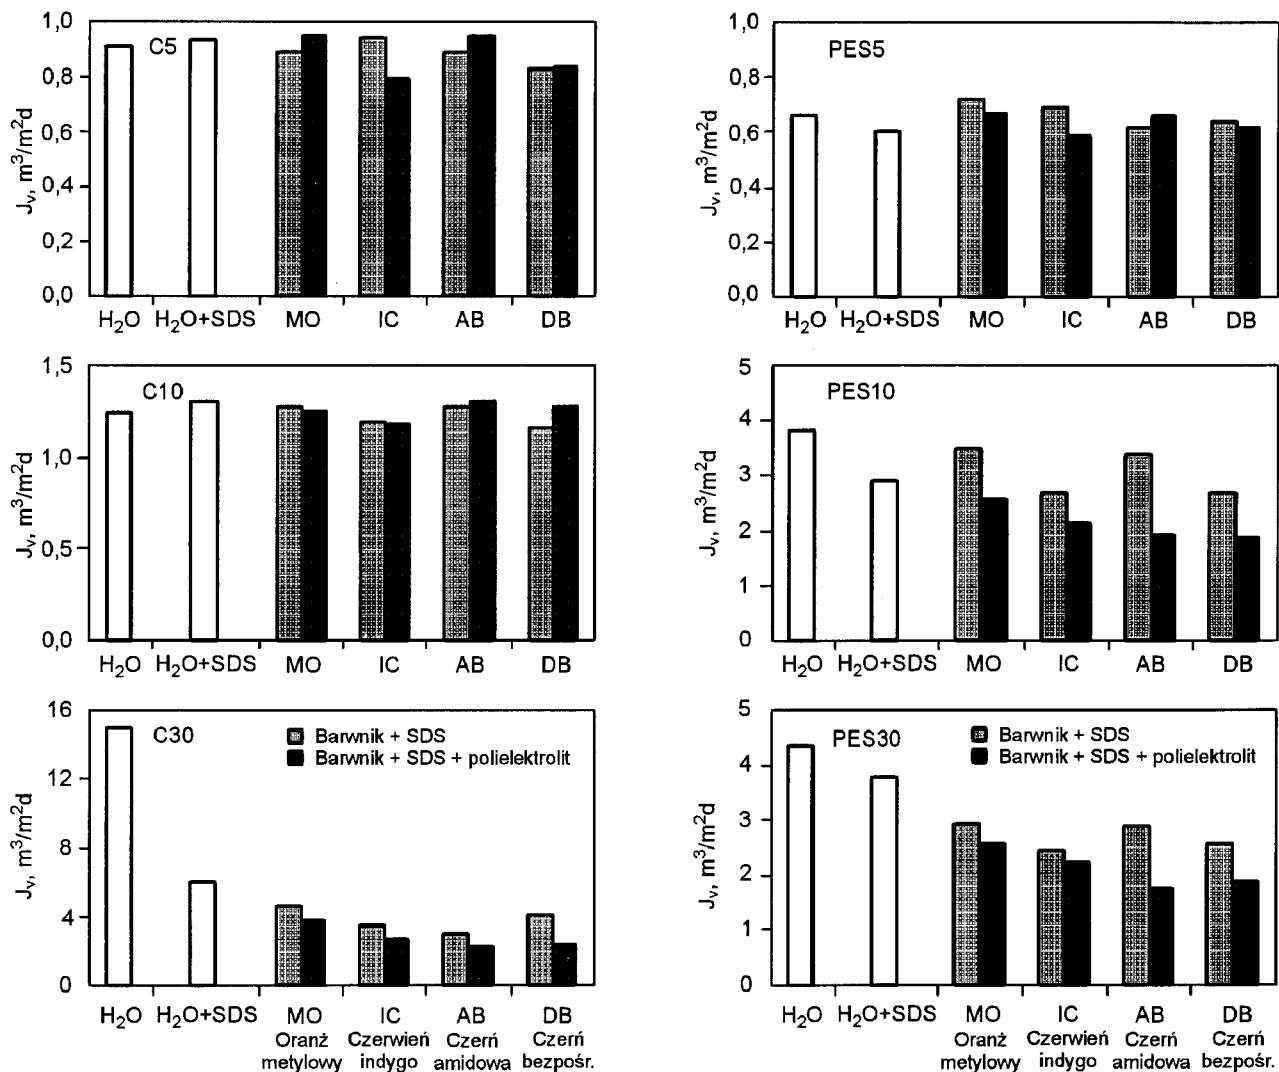 1,0
0,8
0,6
0,4
0,2
0,0
Jv, m³/m²d
C5
H₂O H₂O+SDS MO IC AB DB
1,0
0,8
0,6
0,4
0,2
0,0
Jv, m³/m²d
PES5
H₂O H₂O+SDS MO IC AB DB
1,5
1,0
0,5
0,0
Jv, m³/m²d
C10
H₂O H₂O+SDS MO IC AB DB
5
4
3
2
1
0
Jv, m³/m²d
PES10
H₂O H₂O+SDS MO IC AB DB
16
12
8
4
0
Jv, m³/m²d
C30
Barwnik + SDS
Barwnik + SDS + polielektrolit
H₂O H₂O+SDS MO IC AB DB
Oranż Czerwień Czerń Czerń
metylowy indygo amidowa bezpośr.
5
4
3
2
1
0
Jv, m³/m²d
PES30
Barwnik + SDS
Barwnik + SDS + polielektrolit
H₂O H₂O+SDS MO IC AB DB
Oranż Czerwień Czerń Czerń
metylowy indygo amidowa bezpośr.